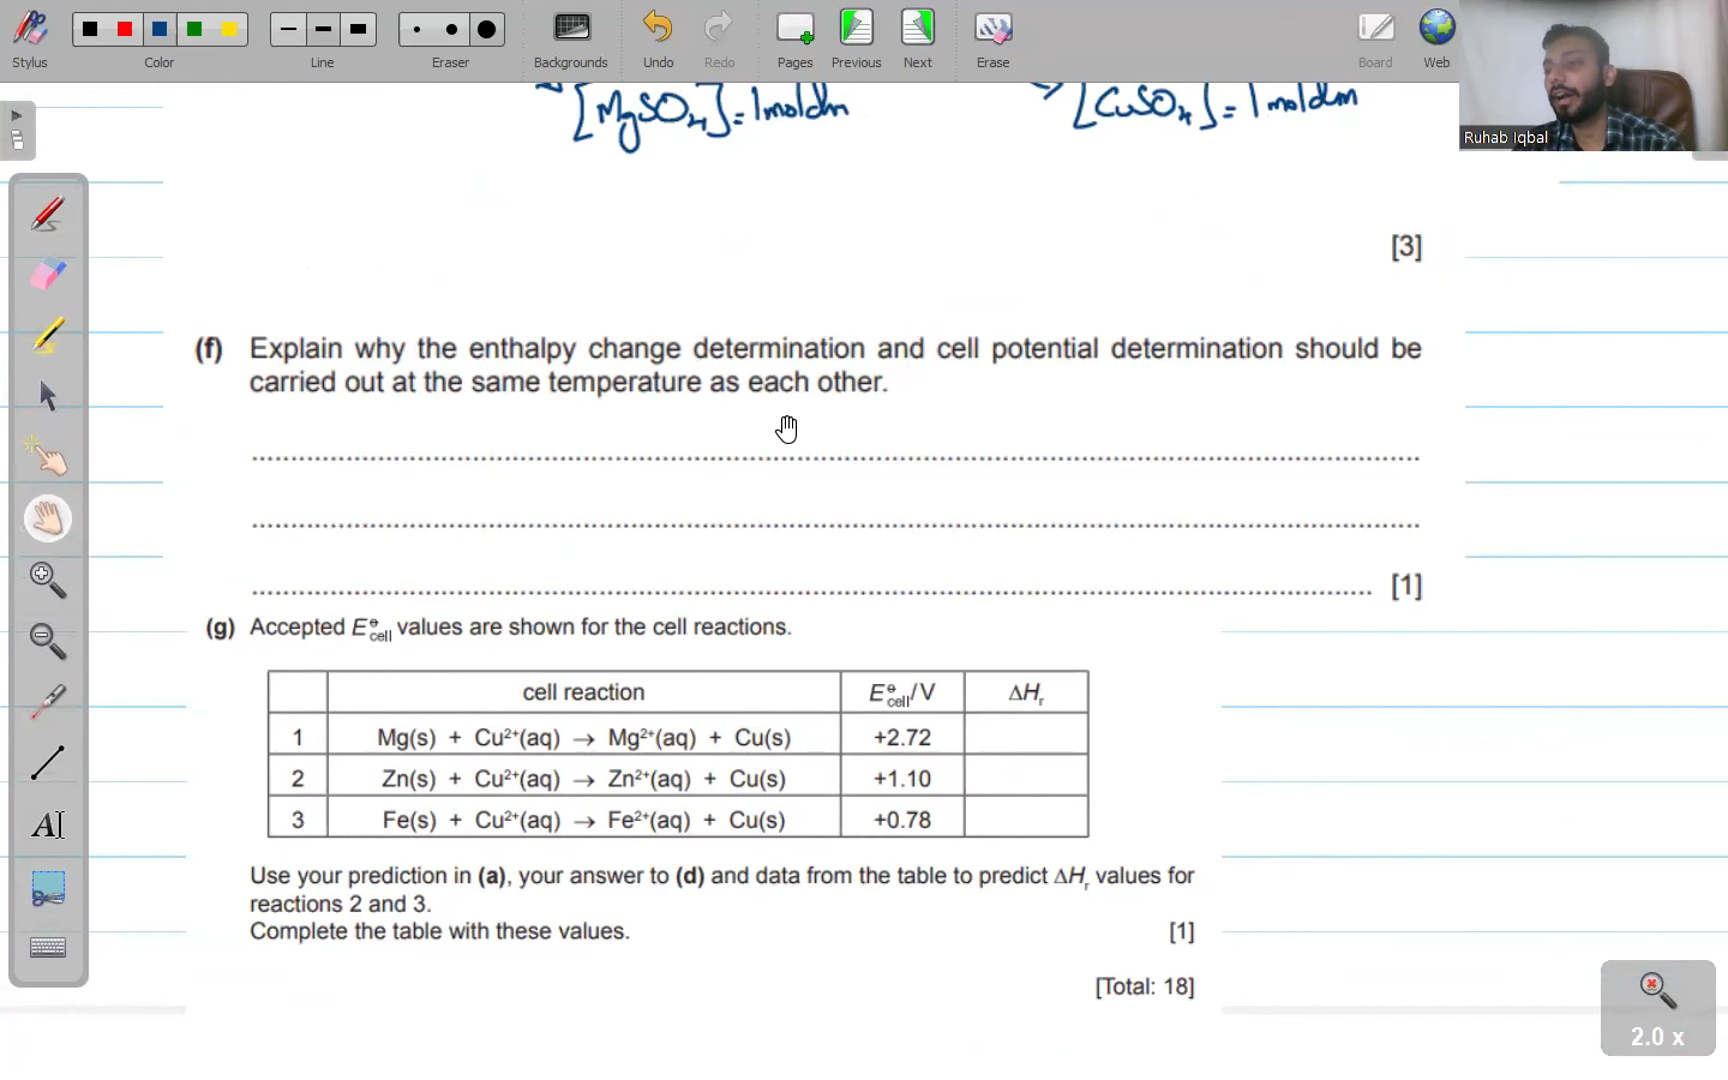 Stylus
Color
Line
Eraser
Backgrounds
Undo
Redo
Pages
Previous
Next
Erase
Board
Web
Ruhab Iqbal
[MgSO₄] = 1moldm
[CuSO₄] = 1moldm
[3]
(f) Explain why the enthalpy change determination and cell potential determination should be
carried out at the same temperature as each other.
[1]
(g) Accepted E⦵cell values are shown for the cell reactions.
cell reaction E⦵cell/V ΔHr
1 Mg(s) + Cu²⁺(aq) → Mg²⁺(aq) + Cu(s) +2.72
2 Zn(s) + Cu²⁺(aq) → Zn²⁺(aq) + Cu(s) +1.10
3 Fe(s) + Cu²⁺(aq) → Fe²⁺(aq) + Cu(s) +0.78
Use your prediction in (a), your answer to (d) and data from the table to predict ΔHr values for
reactions 2 and 3.
Complete the table with these values. [1]
[Total: 18]
2.0 x